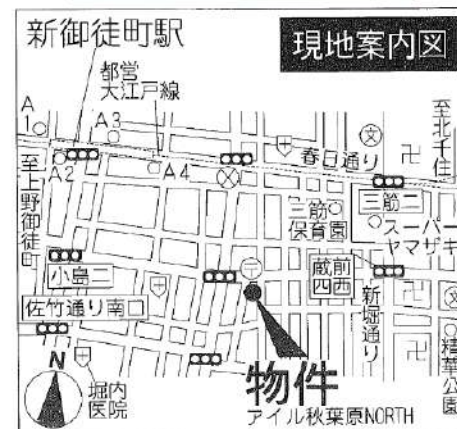 新御徒町駅
現地案内図
都営
大江戸線
A1
A3
A2
A4
春日通り
至北千住
至上野御徒町
三筋二
三筋
保育園
スーパー
ヤマザキ
小島二
蔵前
四西
佐竹通り南口
新堀通り
精華公園
N
堀内
医院
物件
アイル秋葉原NORTH